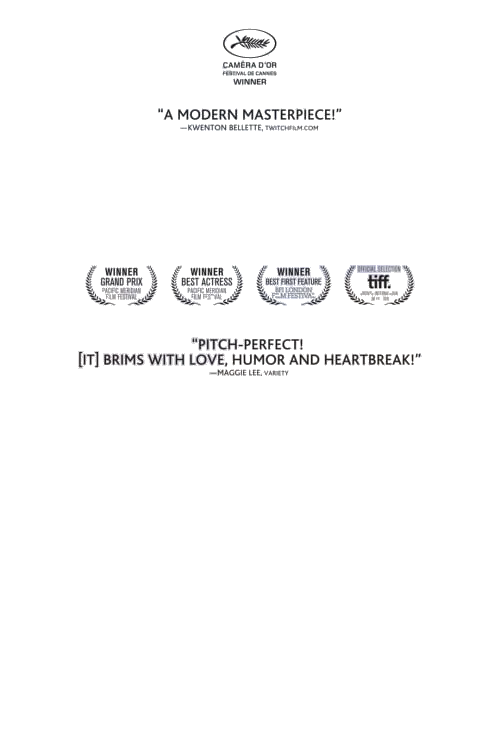 CAMÉRA D'OR
FESTIVAL DE CANNES
WINNER
“A MODERN MASTERPIECE!”
—KWENTON BELLETTE, TWITCHFILM.COM
WINNER
GRAND PRIX
PACIFIC MERIDIAN
FILM FESTIVAL
WINNER
BEST ACTRESS
PACIFIC MERIDIAN
FILM FESTIVAL
WINNER
BEST FIRST FEATURE
BFI LONDON
FILM FESTIVAL
OFFICIAL SELECTION
tiff.
“PITCH-PERFECT!
[IT] BRIMS WITH LOVE, HUMOR AND HEARTBREAK!”
—MAGGIE LEE, VARIETY